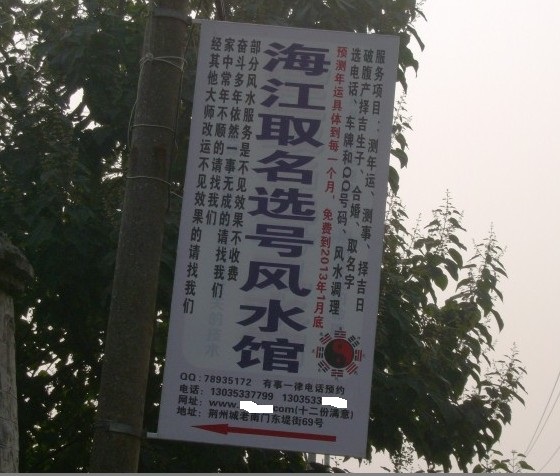 服务项目：测年运、测事、择吉日
破腹产择吉生子、合婚、取名字
选电话、车牌和QQ号码、风水调理
预测年运具体到每一个月，免费到2013年1月底
海江取名选号风水馆
部分风水服务是不见效果不收费
奋斗多年依然一事无成的请找我们
家中常年不顺的请找我们
经其他大师改运不见效果的请找我们
QQ:78935172 有事一律电话预约
电话：13035337799 1303533
网址：www. com(十二份满意)
地址：荆州城老南门东堤街69号